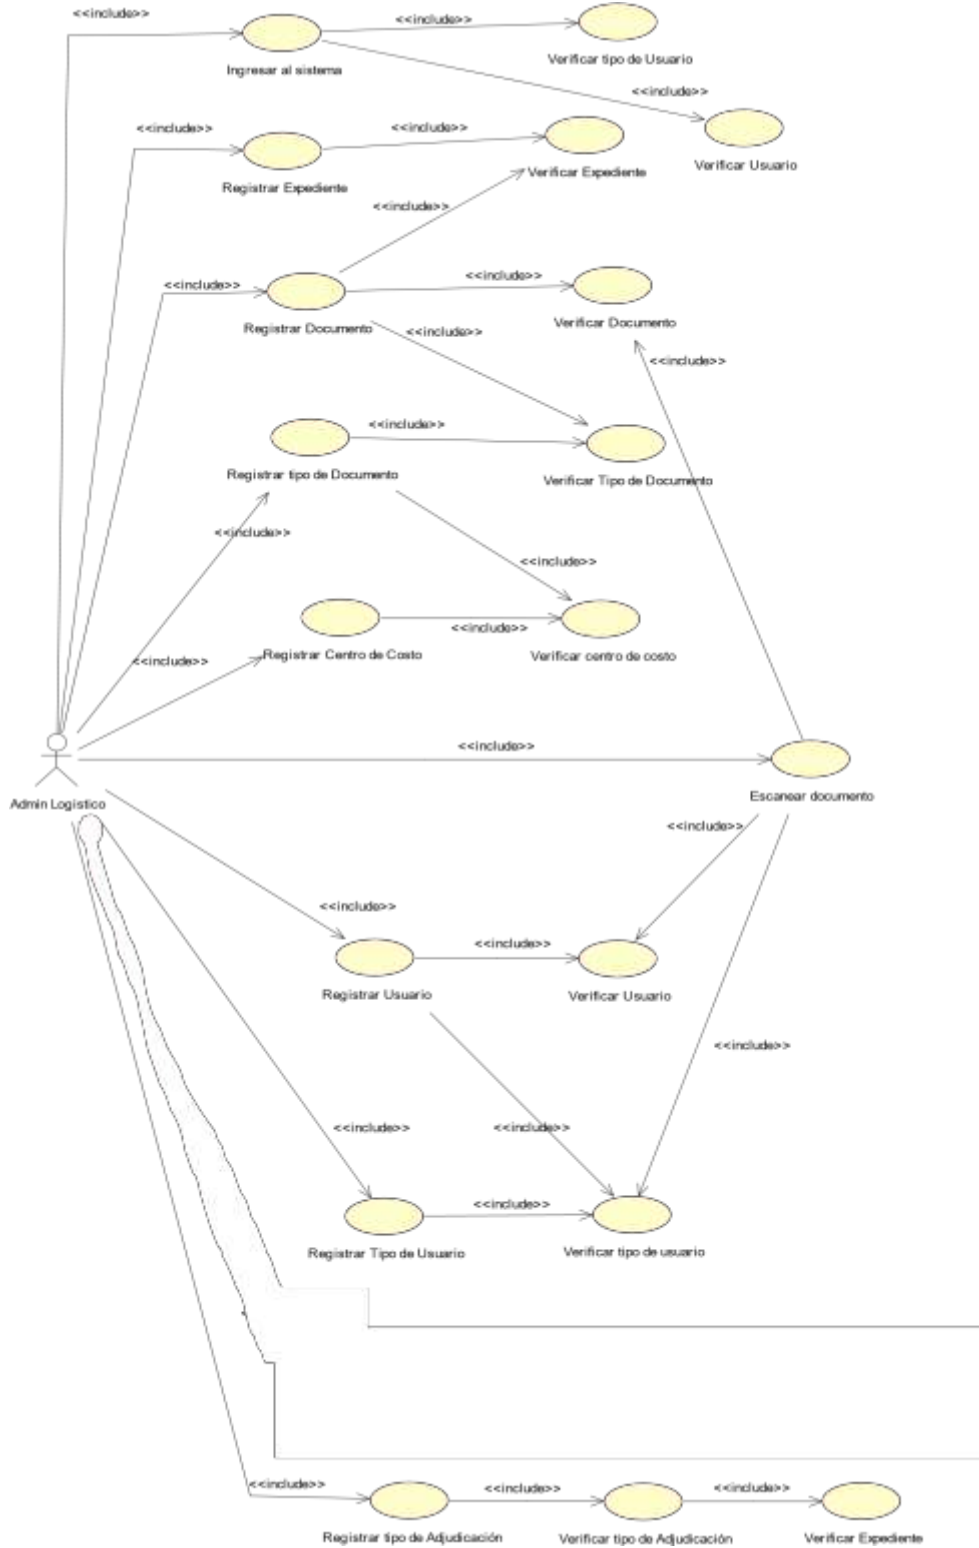 <<include>>
<<include>>
Verificar tipo de Usuario
Ingresar al sistema
<<include>>
<<include>>
<<include>>
Verificar Usuario
Verificar Expediente
Registrar Expediente
<<include>>
<<include>>
<<include>>
Verificar Documento
Registrar Documento
<<include>>
<<include>>
<<include>>
Registrar tipo de Documento
Verificar Tipo de Documento
<<include>>
<<include>>
<<include>>
Registrar Centro de Costo
Verificar centro de costo
<<include>>
<<include>>
Escanear documento
Admin Logistico
<<include>>
<<include>>
<<include>>
Registrar Usuario
Verificar Usuario
<<include>>
<<include>>
<<include>>
<<include>>
Registrar Tipo de Usuario
Verificar tipo de usuario
<<include>>
<<include>>
<<include>>
Registrar tipo de Adjudicación
Verificar tipo de Adjudicación
Verificar Expediente